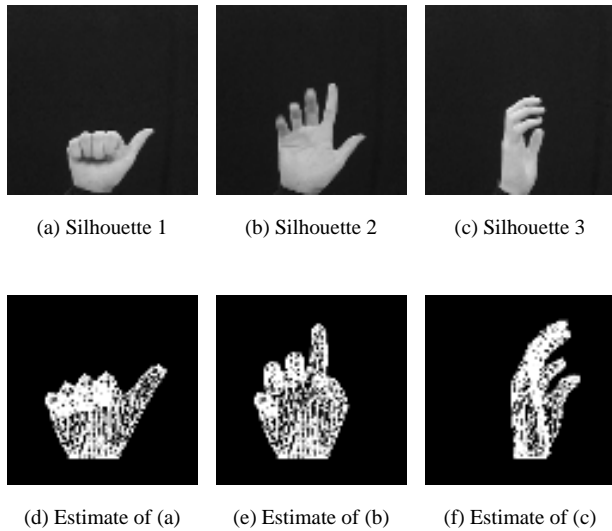 (a) Silhouette 1
(b) Silhouette 2
(c) Silhouette 3
(d) Estimate of (a)
(e) Estimate of (b)
(f) Estimate of (c)